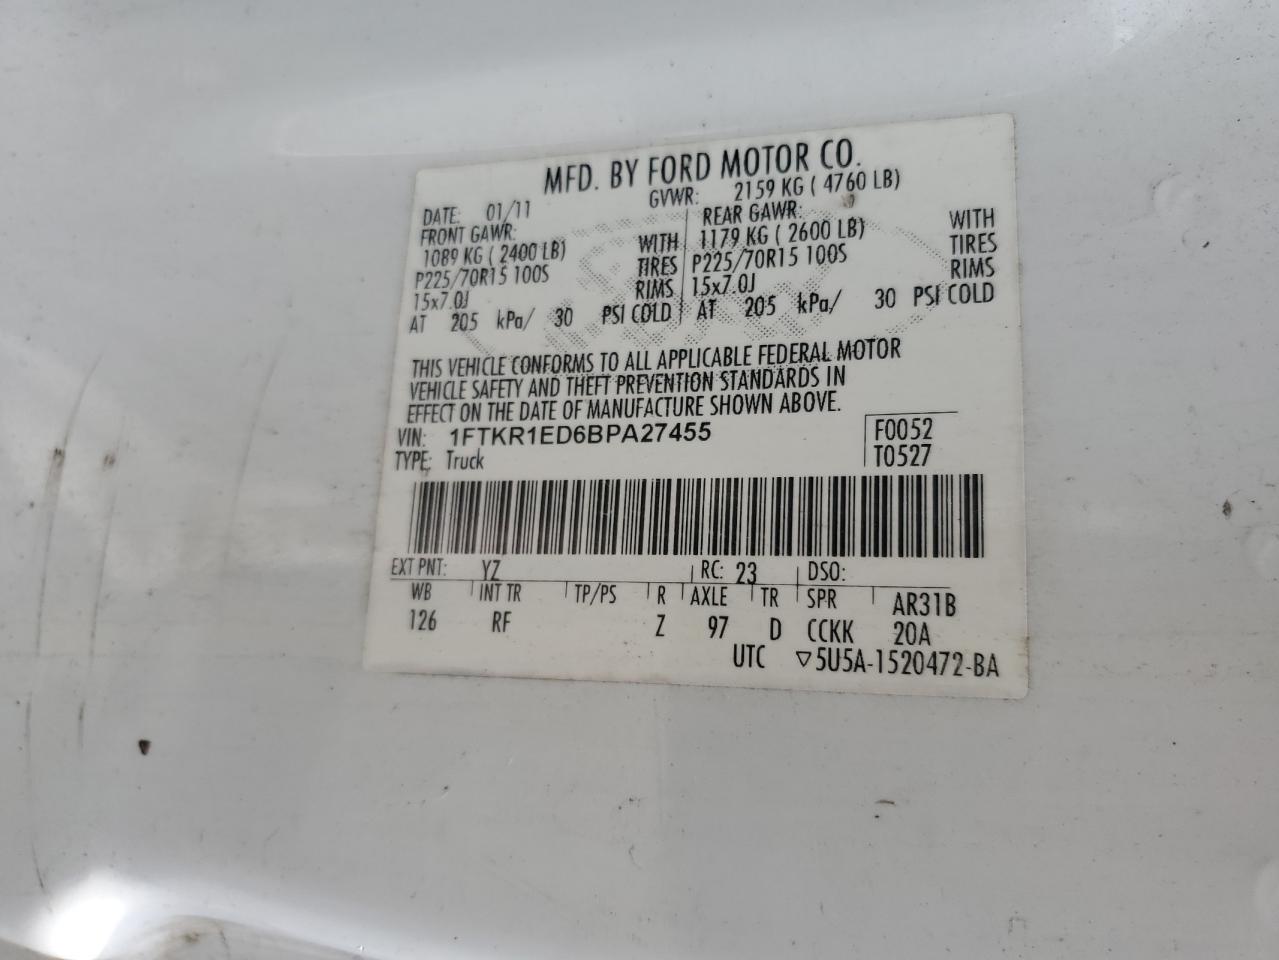 MFD. BY FORD MOTOR CO.
DATE: 01/11 GVWR: 2159 KG ( 4760 LB)
FRONT GAWR: REAR GAWR:
1089 KG ( 2400 LB) WITH 1179 KG ( 2600 LB) WITH
P225/70R15 100S TIRES P225/70R15 100S TIRES
15x7.0J RIMS 15x7.0J RIMS
AT 205 kPa/ 30 PSI COLD AT 205 kPa/ 30 PSI COLD
THIS VEHICLE CONFORMS TO ALL APPLICABLE FEDERAL MOTOR
VEHICLE SAFETY AND THEFT PREVENTION STANDARDS IN
EFFECT ON THE DATE OF MANUFACTURE SHOWN ABOVE.
VIN: 1FTKR1ED6BPA27455 F0052
TYPE: Truck T0527
EXT PNT: YZ RC: 23 DSO:
WB INT TR TP/PS R AXLE TR SPR AR31B
126 RF Z 97 D CCKK 20A
UTC ▽5U5A-1520472-BA